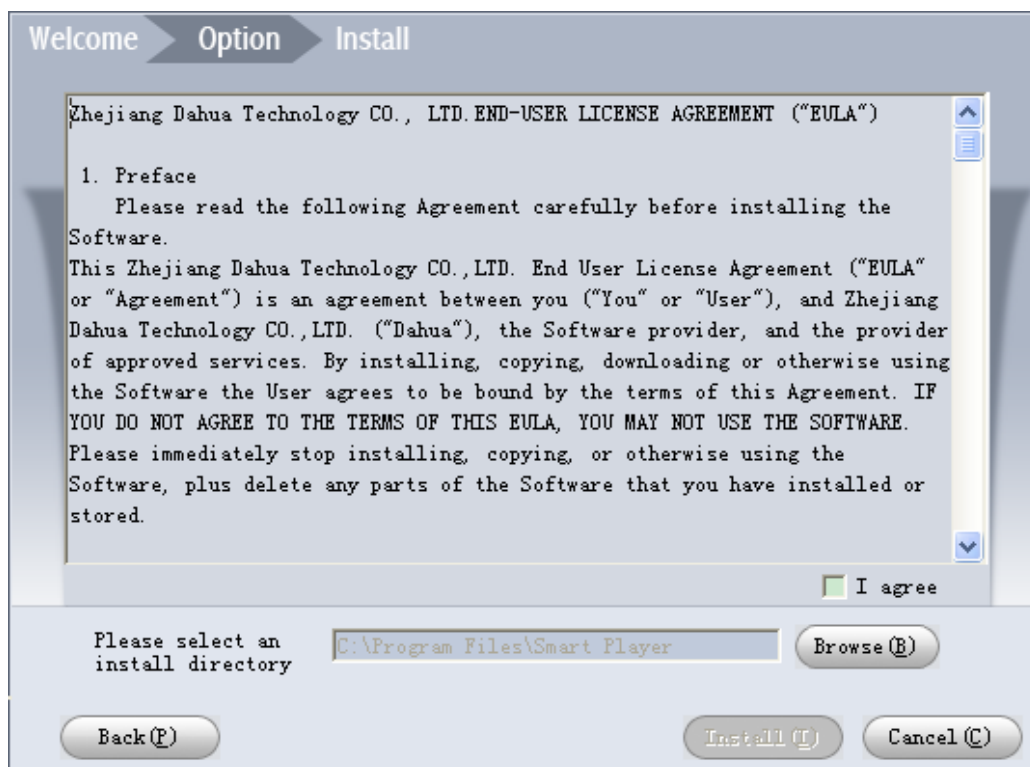 Welcome Option Install
Zhejiang Dahua Technology CO., LTD.END-USER LICENSE AGREEMENT ("EULA")
1. Preface
Please read the following Agreement carefully before installing the
Software.
This Zhejiang Dahua Technology CO.,LTD. End User License Agreement ("EULA"
or "Agreement") is an agreement between you ("You" or "User"), and Zhejiang
Dahua Technology CO.,LTD. ("Dahua"), the Software provider, and the provider
of approved services. By installing, copying, downloading or otherwise using
the Software the User agrees to be bound by the terms of this Agreement. IF
YOU DO NOT AGREE TO THE TERMS OF THIS EULA, YOU MAY NOT USE THE SOFTWARE.
Please immediately stop installing, copying, or otherwise using the
Software, plus delete any parts of the Software that you have installed or
stored.
I agree
Please select an
install directory
C:\Program Files\Smart Player
Browse(B)
Back(P)
Install(I)
Cancel(C)